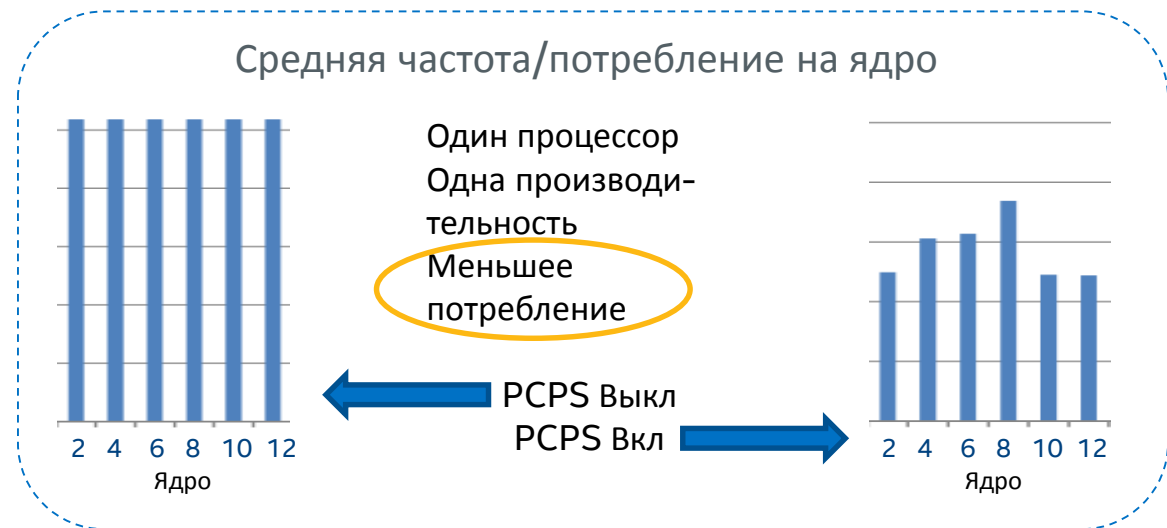 Средняя частота/потребление на ядро
Один процессор
Одна производи-
тельность
Меньшее
потребление
PCPS Выкл
PCPS Вкл
2 4 6 8 10 12
Ядро
2 4 6 8 10 12
Ядро